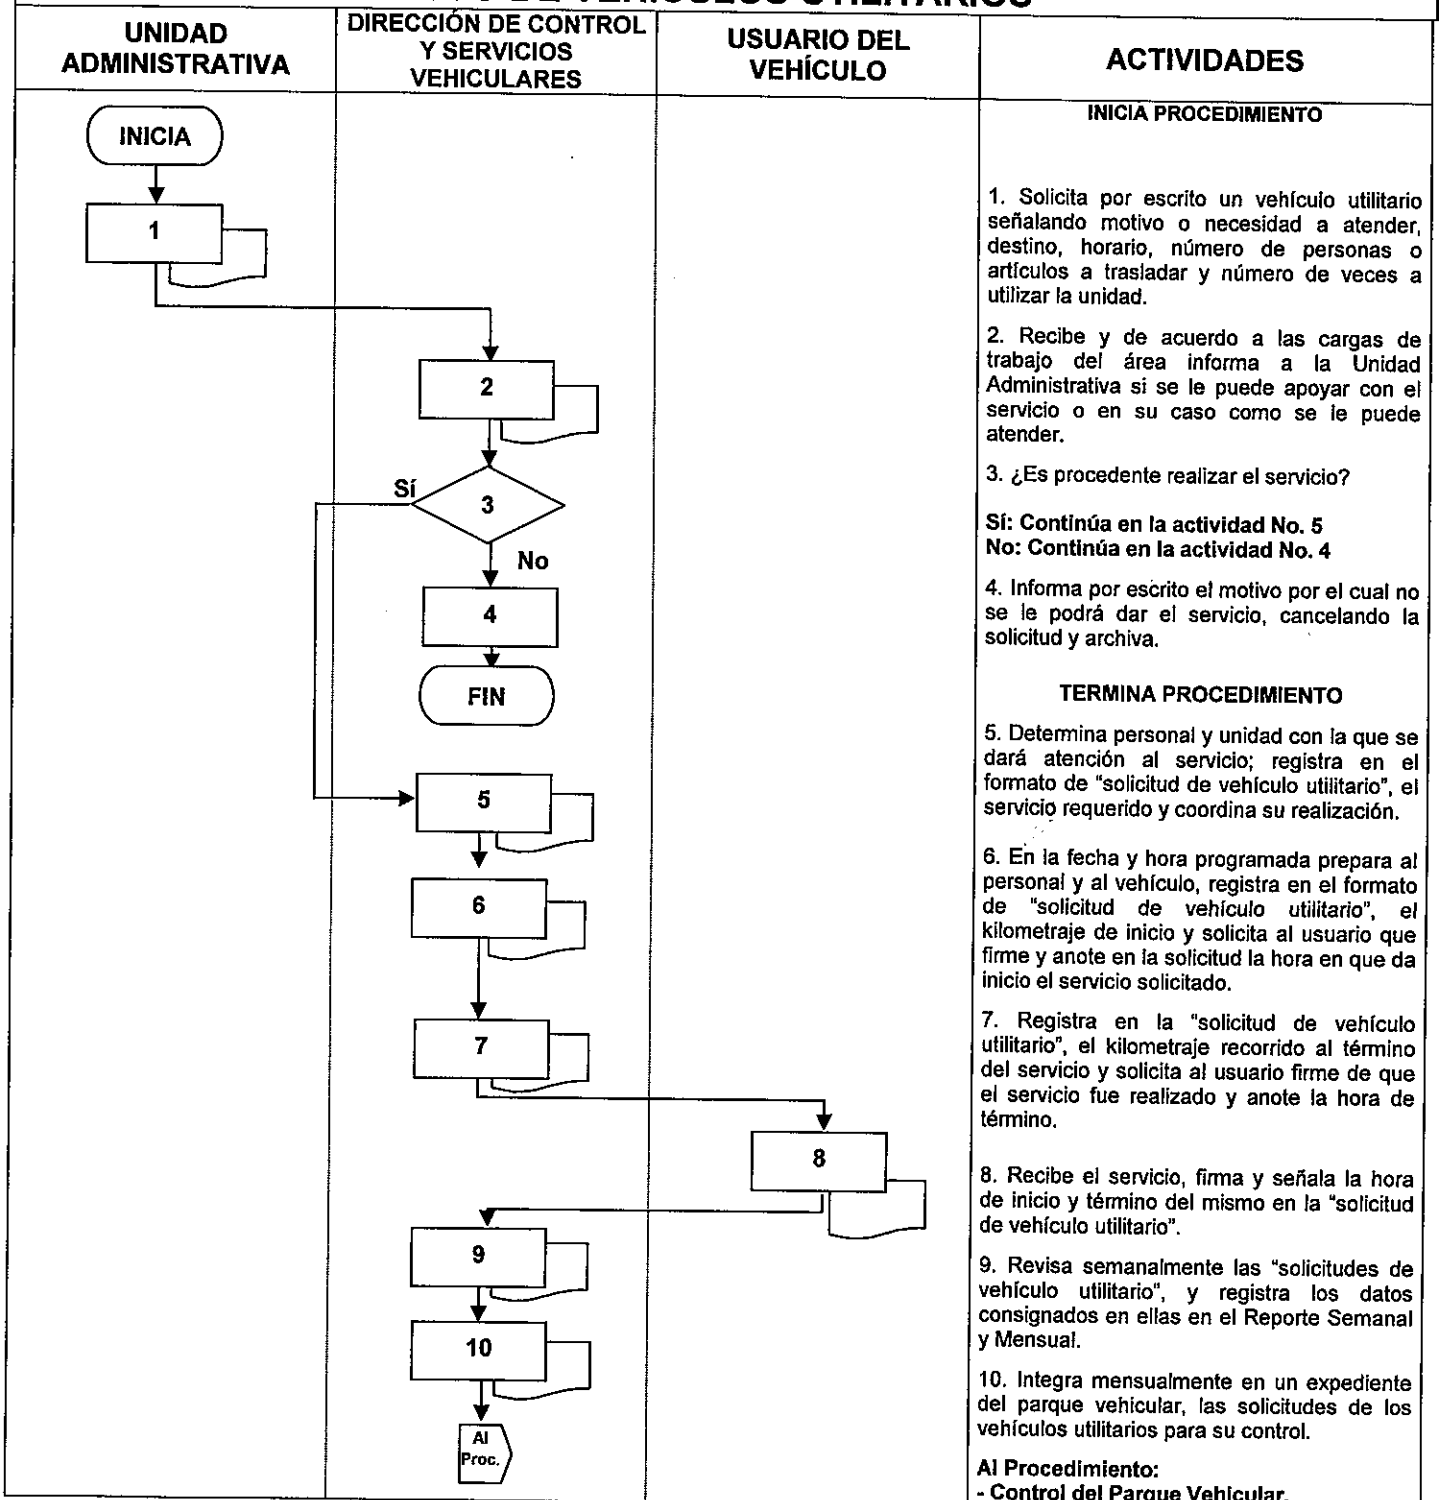 DE VEHÍCULOS UTILITARIOS
UNIDAD
ADMINISTRATIVA
DIRECCIÓN DE CONTROL
Y SERVICIOS
VEHICULARES
USUARIO DEL
VEHÍCULO
ACTIVIDADES
INICIA
1
2
Sí
3
No
4
FIN
5
6
7
8
9
10
Al
Proc.
INICIA PROCEDIMIENTO
1. Solicita por escrito un vehículo utilitario
señalando motivo o necesidad a atender,
destino, horario, número de personas o
artículos a trasladar y número de veces a
utilizar la unidad.
2. Recibe y de acuerdo a las cargas de
trabajo del área informa a la Unidad
Administrativa si se le puede apoyar con el
servicio o en su caso como se le puede
atender.
3. ¿Es procedente realizar el servicio?
Sí: Continúa en la actividad No. 5
No: Continúa en la actividad No. 4
4. Informa por escrito el motivo por el cual no
se le podrá dar el servicio, cancelando la
solicitud y archiva.
TERMINA PROCEDIMIENTO
5. Determina personal y unidad con la que se
dará atención al servicio; registra en el
formato de "solicitud de vehículo utilitario", el
servicio requerido y coordina su realización.
6. En la fecha y hora programada prepara al
personal y al vehículo, registra en el formato
de "solicitud de vehículo utilitario", el
kilometraje de inicio y solicita al usuario que
firme y anote en la solicitud la hora en que da
inicio el servicio solicitado.
7. Registra en la "solicitud de vehículo
utilitario", el kilometraje recorrido al término
del servicio y solicita al usuario firme de que
el servicio fue realizado y anote la hora de
término.
8. Recibe el servicio, firma y señala la hora
de inicio y término del mismo en la "solicitud
de vehículo utilitario".
9. Revisa semanalmente las "solicitudes de
vehículo utilitario", y registra los datos
consignados en ellas en el Reporte Semanal
y Mensual.
10. Integra mensualmente en un expediente
del parque vehicular, las solicitudes de los
vehículos utilitarios para su control.
Al Procedimiento:
- Control del Parque Vehicular.